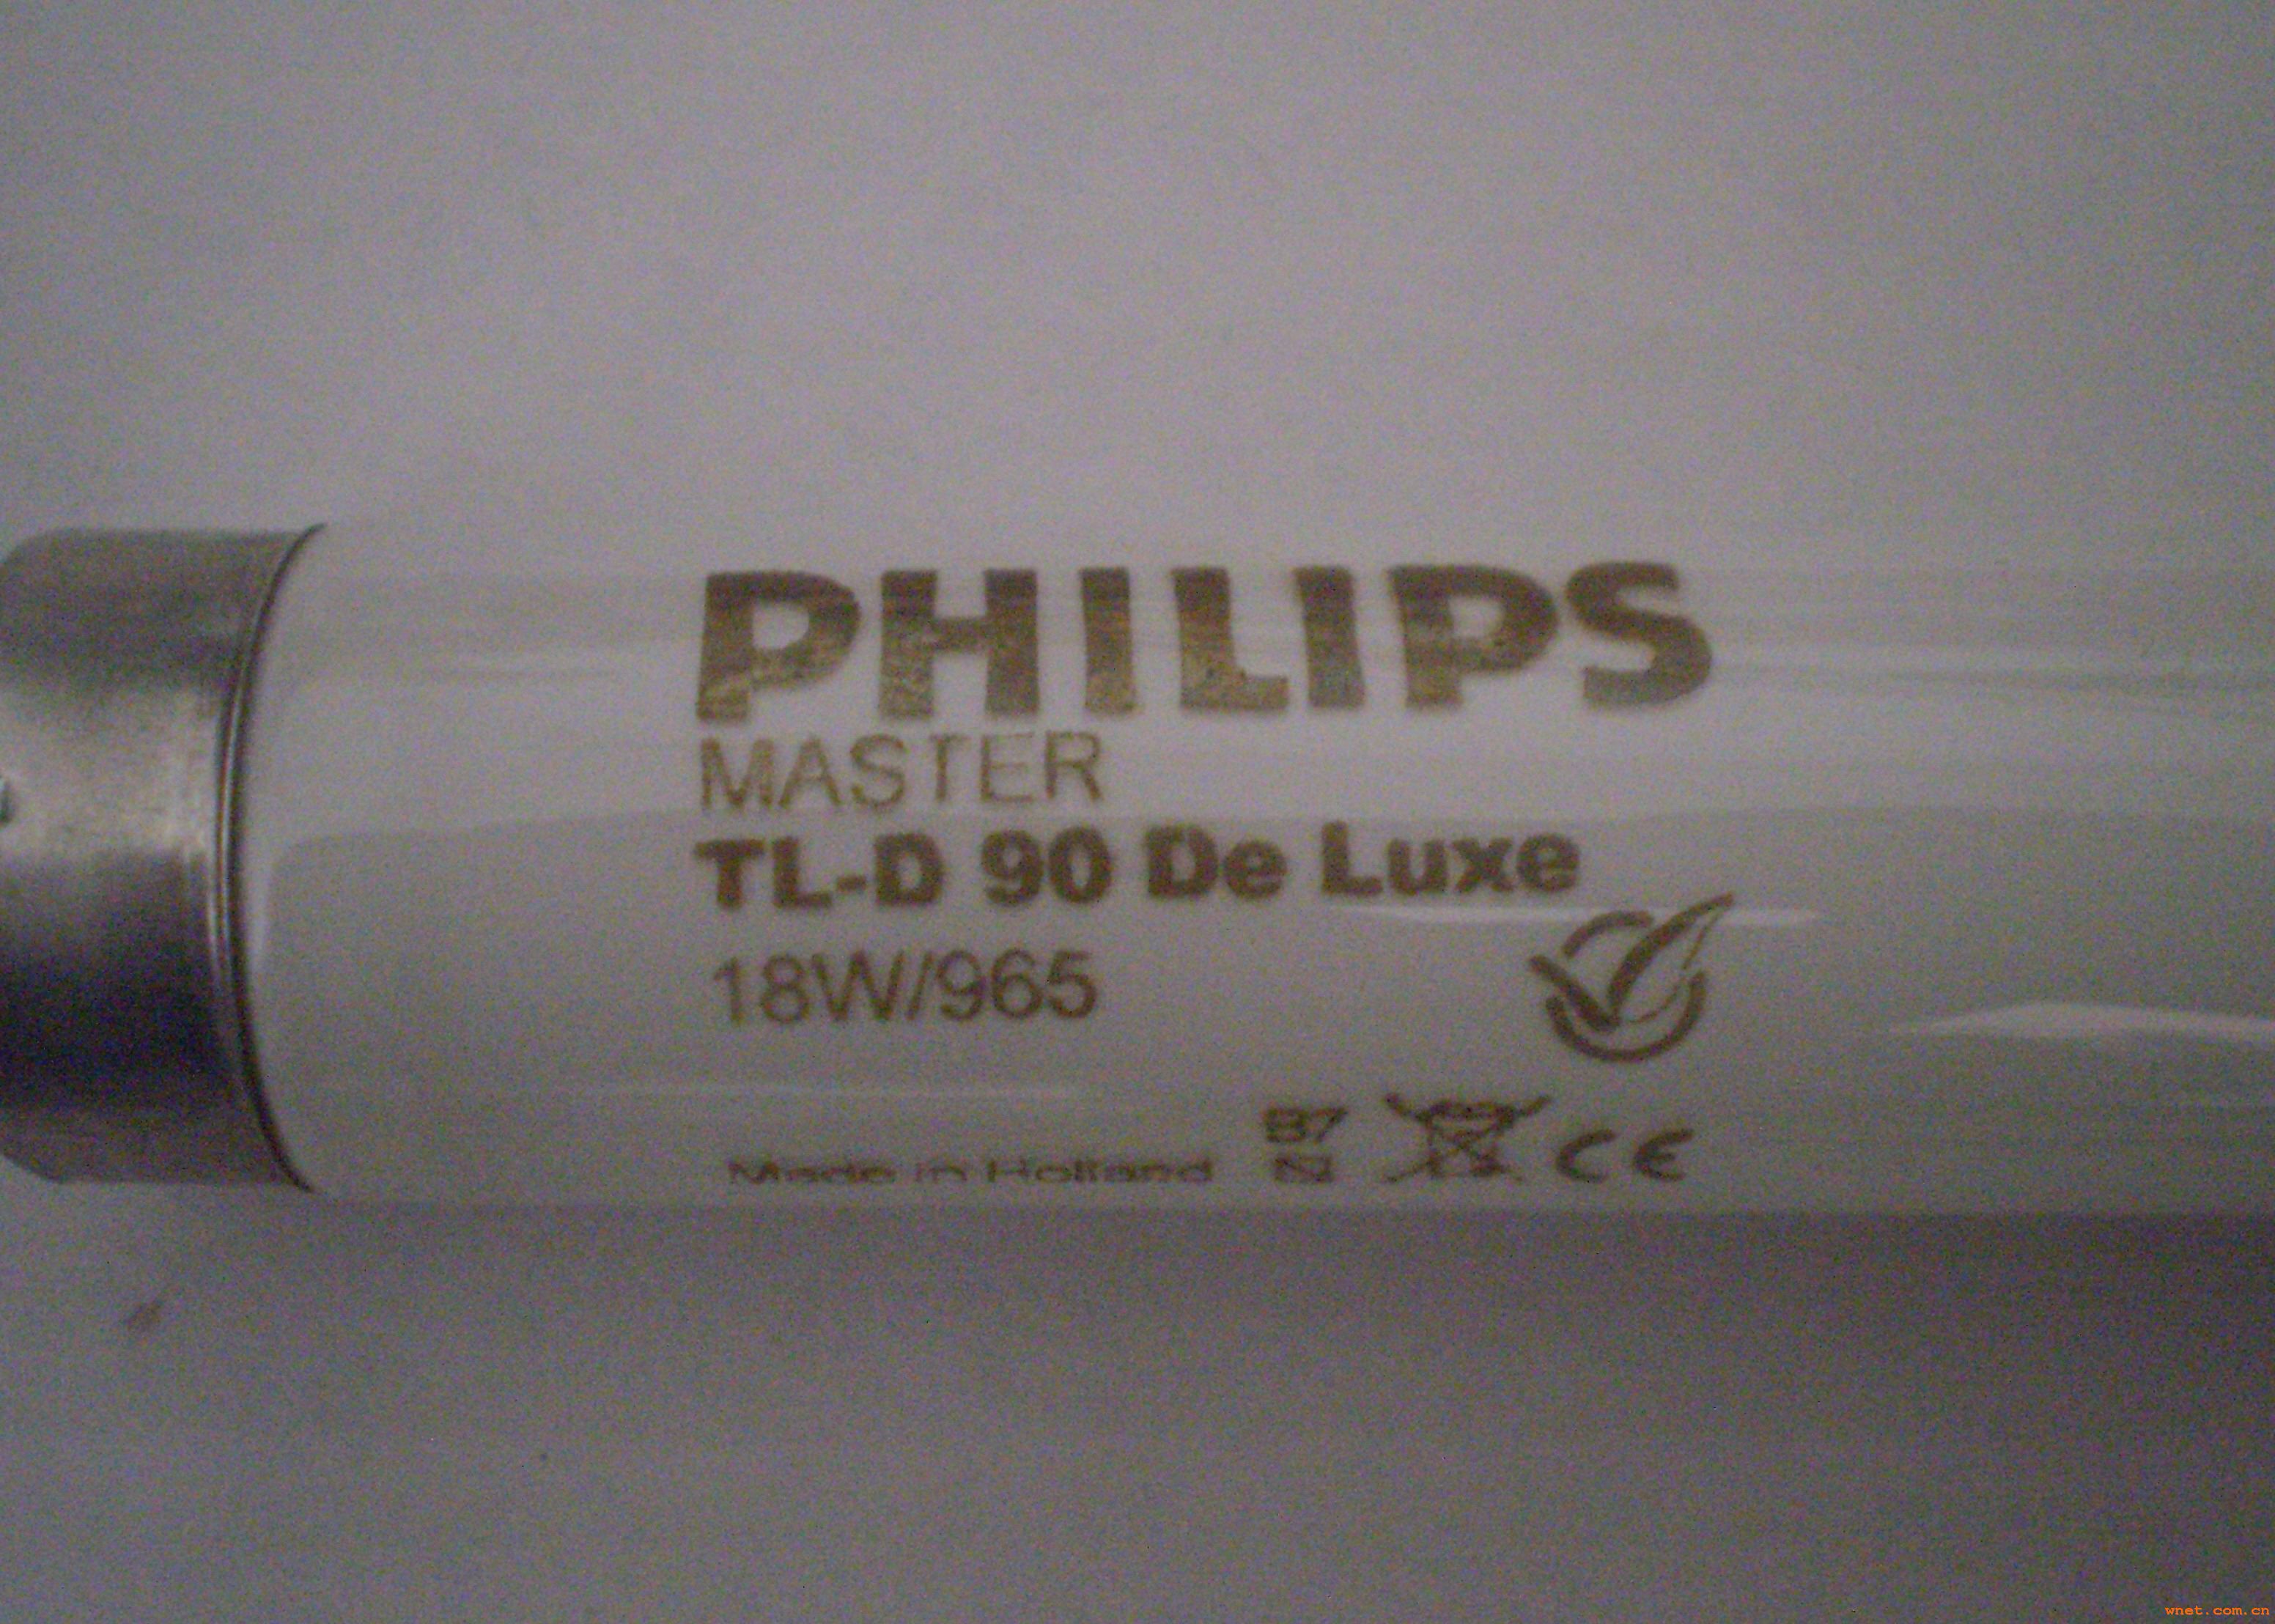 PHILIPS
MASTER
TL-D 90 De Luxe
18W/965
Made in Holland
CE
wnet.com.cn